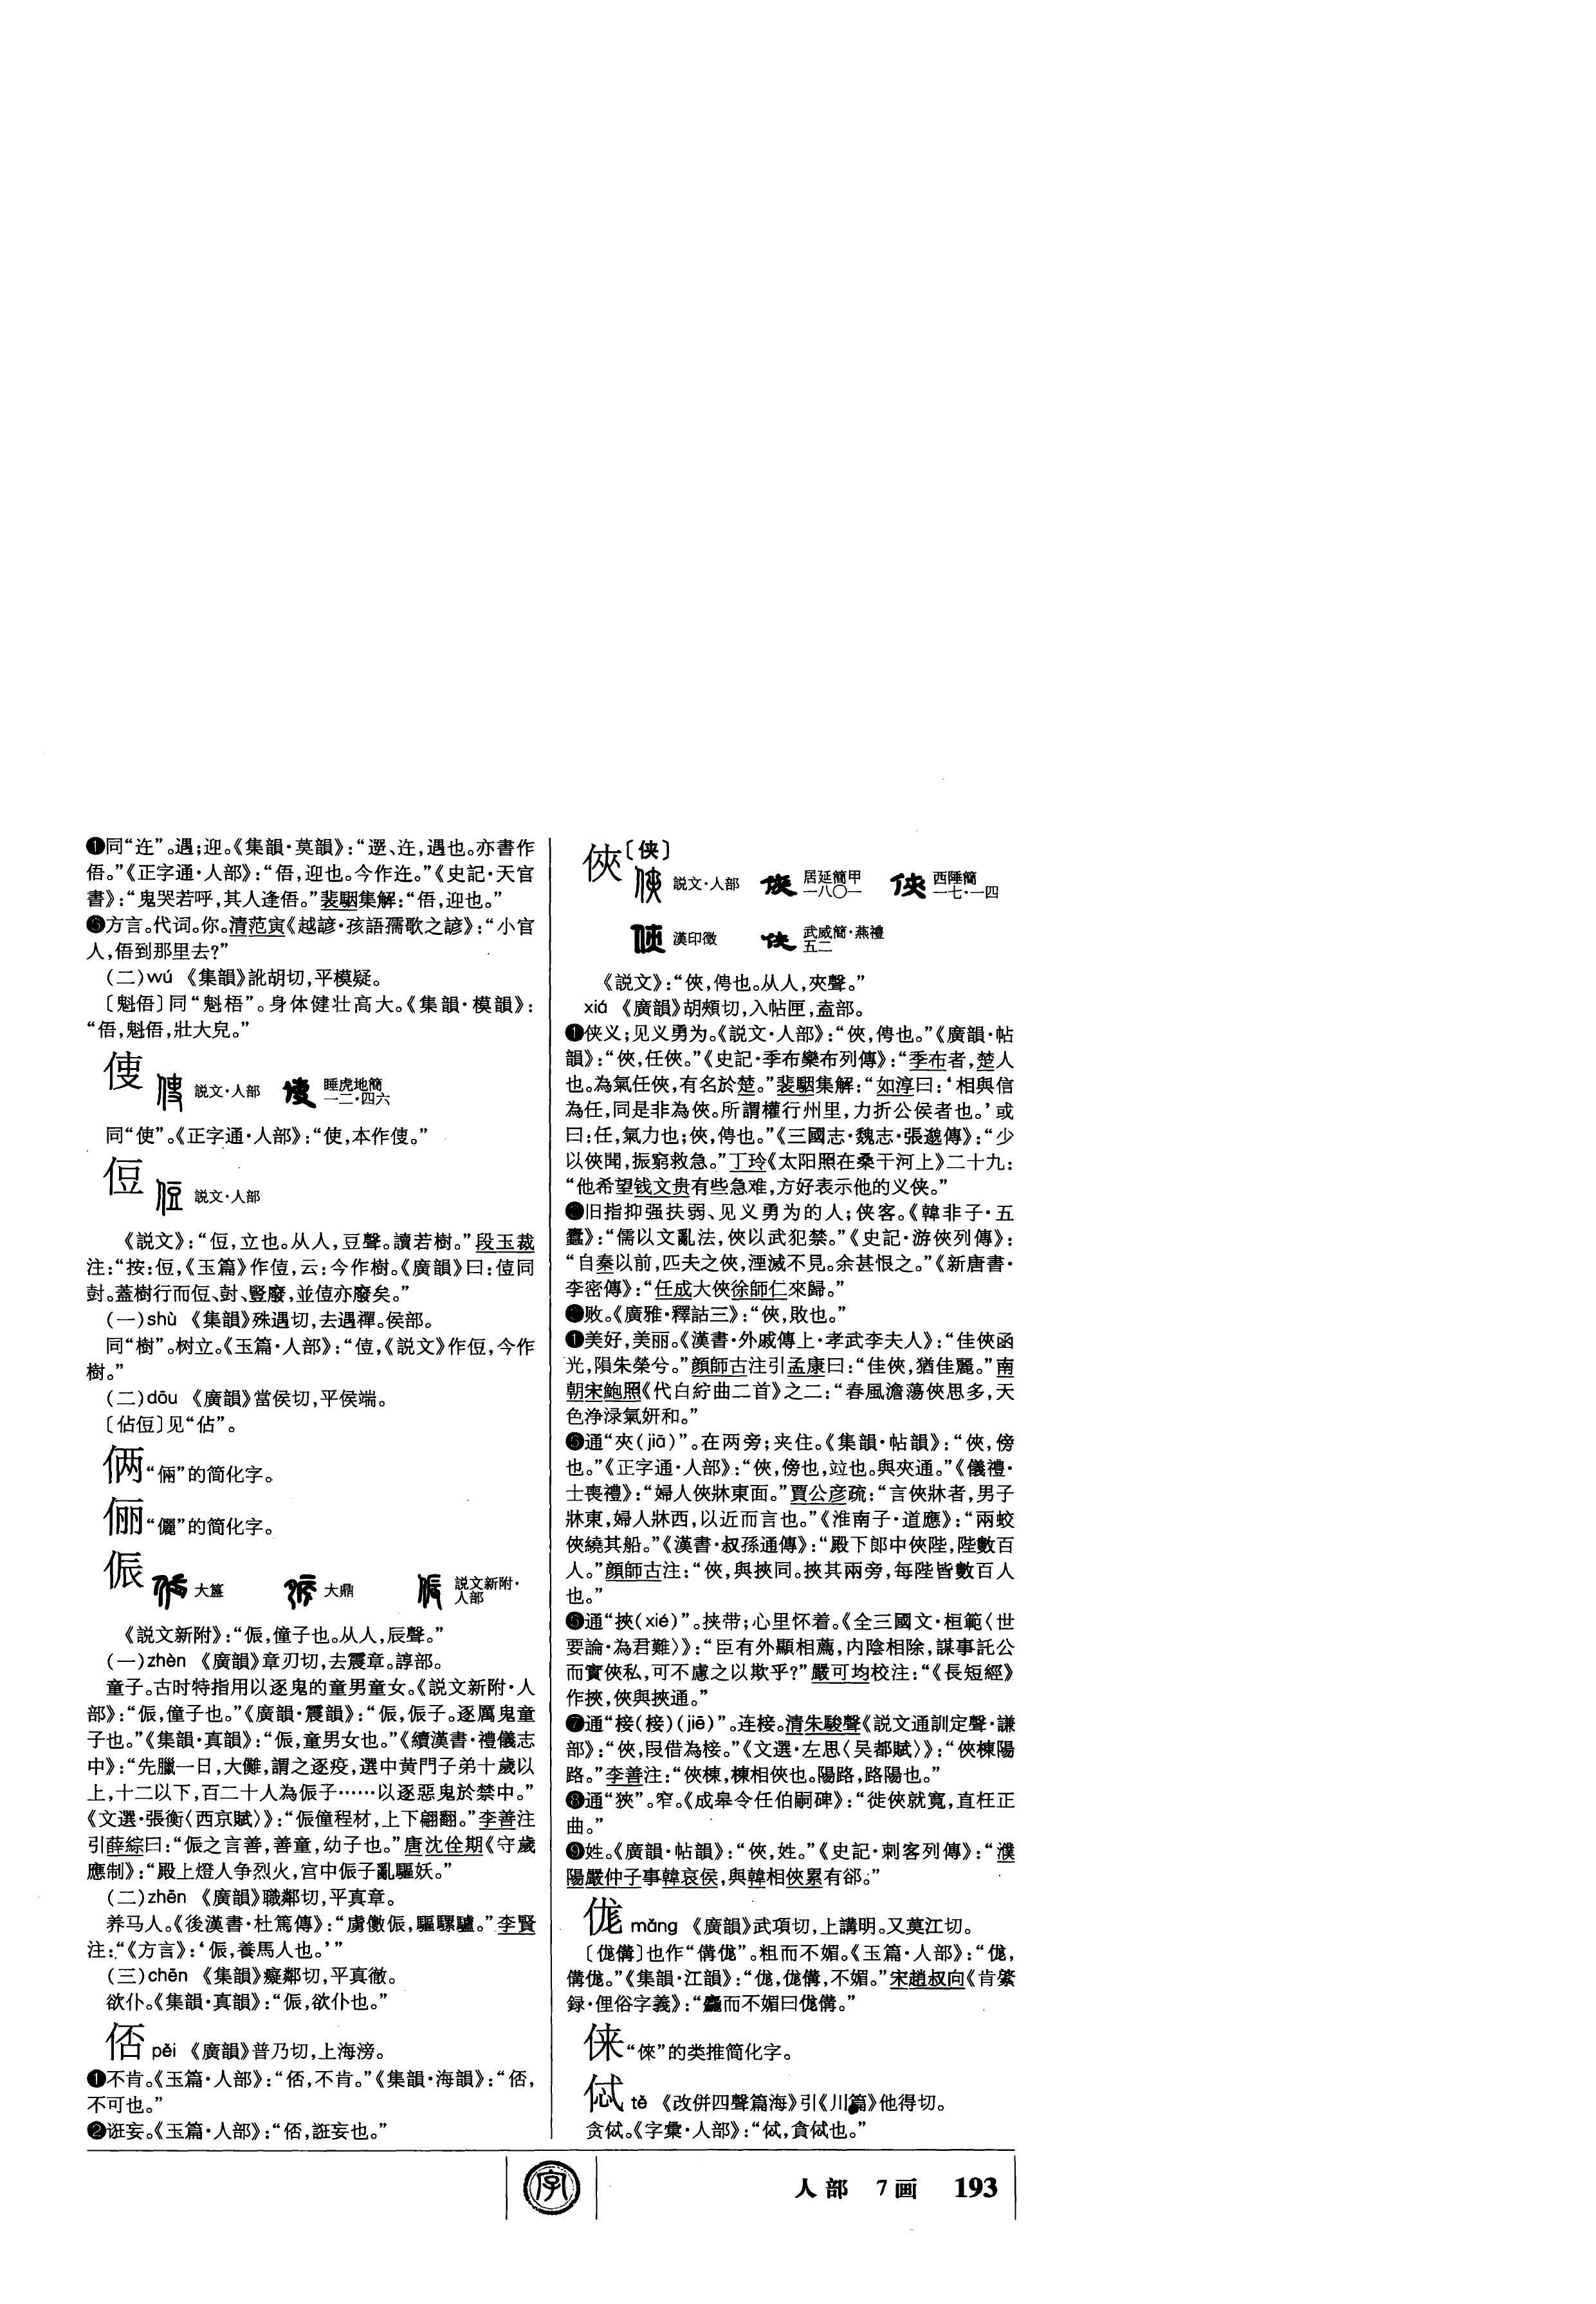 ❶同“迕”。遇;迎。《集韻·莫韻》:“遻、迕,遇也。亦書作
俉。”《正字通·人部》:“俉,迎也。今作迕。”《史記·天官
書》:“鬼哭若呼,其人逢俉。”裴駰集解:“俉,迎也。”
方言。代词。你。清范寅《越諺·孩語孺歌之諺》:“小官
人,俉到那里去?”
(二)wú 《集韻》訛胡切,平模疑。
〔魁俉〕同“魁梧”。身体健壮高大。《集韻·模韻》:
“俉,魁俉,壯大皃。”
説文·人部 睡虎地簡 一二·四六
同“使”。《正字通·人部》:“使,本作㑛。”
侸 説文·人部
《説文》:“侸,立也。从人,豆聲。讀若樹。”段玉裁
注:“按:侸,《玉篇》作偡,云:今作樹。《廣韻》曰:偡同
尌。蓋樹行而侸、尌、豎廢,並偡亦廢矣。”
(一)shù 《集韻》殊遇切,去遇禪。侯部。
同“樹”。树立。《玉篇·人部》:“偡,《説文》作侸,今作
樹。”
(二)dōu 《廣韻》當侯切,平侯端。
〔佔侸〕见“佔”。
俩 “倆”的简化字。
俪 “儷”的简化字。
侲 大簋 大鼎 説文新附·人部
《説文新附》:“侲,僮子也。从人,辰聲。”
(一)zhèn 《廣韻》章刃切,去震章。諄部。
童子。古时特指用以逐鬼的童男童女。《説文新附·人
部》:“侲,僮子也。”《廣韻·震韻》:“侲,侲子。逐厲鬼童
子也。”《集韻·真韻》:“侲,童男女也。”《續漢書·禮儀志
中》:“先臘一日,大儺,謂之逐疫,選中黄門子弟十歲以
上,十二以下,百二十人為侲子……以逐惡鬼於禁中。”
《文選·張衡〈西京賦〉》:“侲僮程材,上下翩翻。”李善注
引薛綜曰:“侲之言善,善童,幼子也。”唐沈佺期《守歲
應制》:“殿上燈人争烈火,宫中侲子亂驅妖。”
(二)zhēn 《廣韻》職鄰切,平真章。
养马人。《後漢書·杜篤傳》:“虜儌侲,驅騾驢。”李賢
注:“《方言》:‘侲,養馬人也。’”
(三)chēn 《集韻》癡鄰切,平真徹。
欲仆。《集韻·真韻》:“侲,欲仆也。”
㑝 pěi 《廣韻》普乃切,上海滂。
❶不肯。《玉篇·人部》:“㑝,不肯。”《集韻·海韻》:“㑝,
不可也。”
❷诳妄。《玉篇·人部》:“㑝,誑妄也。”
俠〔侠〕
説文·人部 居延簡甲 一八〇一 西陲簡 一七·一四
漢印徵 武威簡·燕禮 五二
《説文》:“俠,俜也。从人,夾聲。”
xiá 《廣韻》胡頰切,入帖匣,盍部。
❶侠义;见义勇为。《説文·人部》:“俠,俜也。”《廣韻·帖
韻》:“俠,任俠。”《史記·季布欒布列傳》:“季布者,楚人
也。為氣任俠,有名於楚。”裴駰集解:“如淳曰:‘相與信
為任,同是非為俠。所謂權行州里,力折公侯者也。’或
曰:任,氣力也;俠,俜也。”《三國志·魏志·張邈傳》:“少
以俠聞,振窮救急。”丁玲《太阳照在桑干河上》二十九:
“他希望钱文贵有些急难,方好表示他的义侠。”
❷旧指抑强扶弱、见义勇为的人;侠客。《韓非子·五
蠹》:“儒以文亂法,俠以武犯禁。”《史記·游俠列傳》:
“自秦以前,匹夫之俠,湮滅不見。余甚恨之。”《新唐書·
李密傳》:“任成大俠徐師仁來歸。”
❸败。《廣雅·釋詁三》:“俠,敗也。”
❶美好,美丽。《漢書·外戚傳上·孝武李夫人》:“佳俠函
光,隕朱榮兮。”顔師古注引孟康曰:“佳俠,猶佳麗。”南
朝宋鮑照《代白紵曲二首》之二:“春風澹蕩俠思多,天
色净渌氣妍和。”
❺通“夾(jiā)”。在两旁;夹住。《集韻·帖韻》:“俠,傍
也。”《正字通·人部》:“俠,傍也,竝也。與夾通。”《儀禮·
士喪禮》:“婦人俠牀東面。”賈公彦疏:“言俠牀者,男子
牀東,婦人牀西,以近而言也。”《淮南子·道應》:“兩蛟
俠繞其船。”《漢書·叔孫通傳》:“殿下郎中俠陛,陛數百
人。”顔師古注:“俠,與挾同。挾其兩旁,每陛皆數百人
也。”
❻通“挾(xié)”。挟带;心里怀着。《全三國文·桓範〈世
要論·為君難〉》:“臣有外顯相薦,内陰相除,謀事託公
而實俠私,可不慮之以欺乎?”嚴可均校注:“《長短經》
作挾,俠與挾通。”
❼通“椄(接)(jiē)”。连接。清朱駿聲《説文通訓定聲·謙
部》:“俠,叚借為椄。”《文選·左思〈吴都賦〉》:“俠棟陽
路。”李善注:“俠棟,棟相俠也。陽路,路陽也。”
❽通“狹”。窄。《成皋令任伯嗣碑》:“徙俠就寬,直枉正
曲。”
❾姓。《廣韻·帖韻》:“俠,姓。”《史記·刺客列傳》:“濮
陽嚴仲子事韓哀侯,與韓相俠累有郤。”
㑙 mǎng 《廣韻》武項切,上講明。又莫江切。
〔㑙㑄〕也作“㑄㑙”。粗而不媚。《玉篇·人部》:“㑙,
㑄㑙。”《集韻·江韻》:“㑙,㑙㑄,不媚。”宋趙叔向《肯綮
録·俚俗字義》:“麤而不媚曰㑙㑄。”
俫 “倈”的类推简化字。
㑥 tè 《改併四聲篇海》引《川篇》他得切。
贪㑥。《字彙·人部》:“㑥,貪㑥也。”
字
人部 7画 193